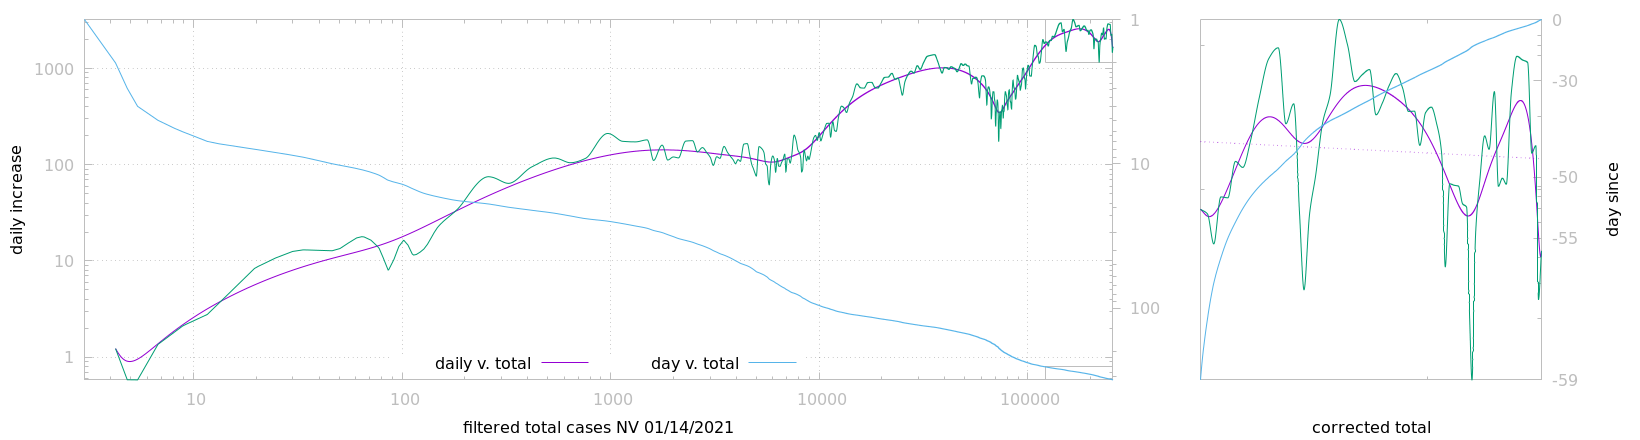 daily increase
1000
100
10
1
10
100
1000
10000
100000
filtered total cases NV 01/14/2021
daily v. total
day v. total
1
10
100
0
-30
-50
-55
-59
day since
corrected total